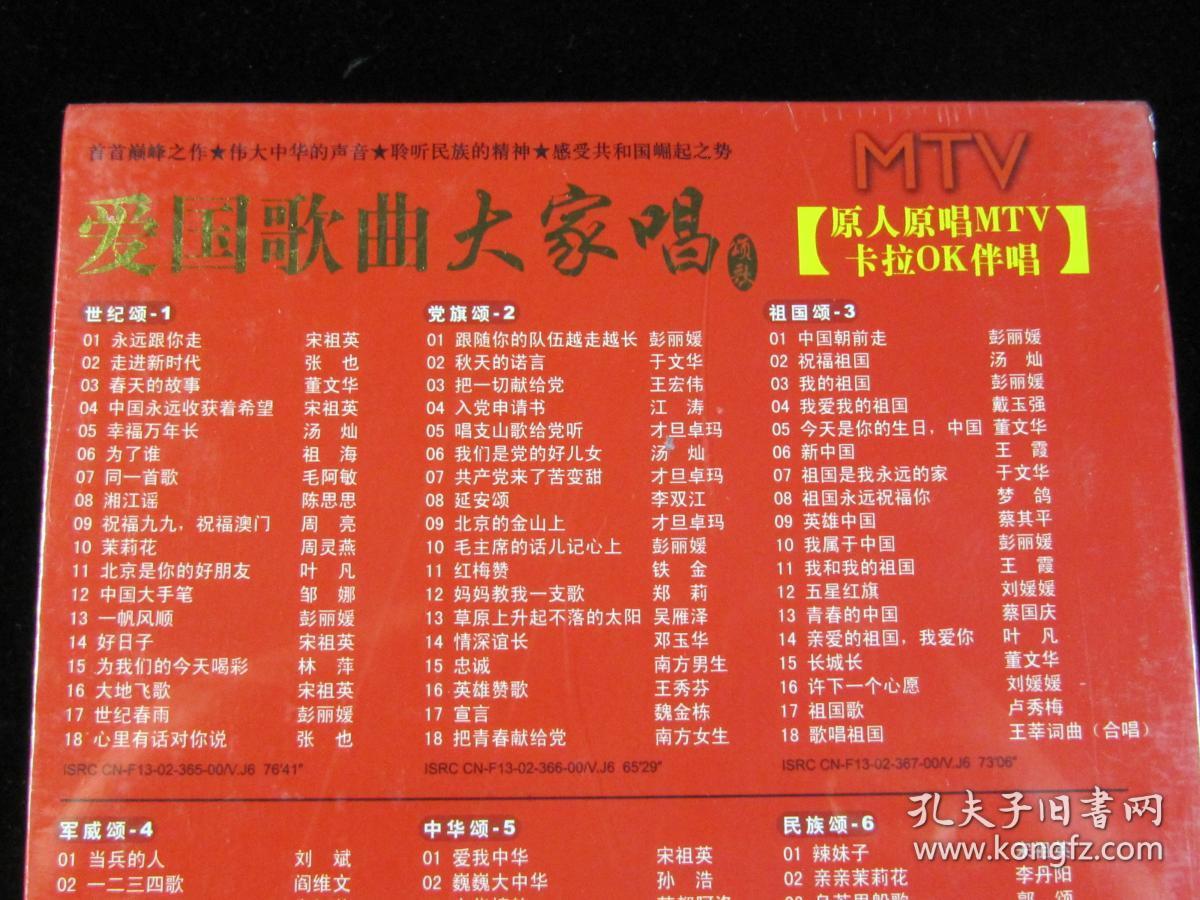 首首巅峰之作★伟大中华的声音★聆听民族的精神★感受共和国崛起之势
MTV
爱国歌曲大家唱
颂歌
【原人原唱MTV
卡拉OK伴唱】
世纪颂-1
01 永远跟你走 宋祖英
02 走进新时代 张 也
03 春天的故事 董文华
04 中国永远收获着希望 宋祖英
05 幸福万年长 汤 灿
06 为了谁 祖 海
07 同一首歌 毛阿敏
08 湘江谣 陈思思
09 祝福九九，祝福澳门 周 亮
10 茉莉花 周灵燕
11 北京是你的好朋友 叶 凡
12 中国大手笔 邹 娜
13 一帆风顺 彭丽媛
14 好日子 宋祖英
15 为我们的今天喝彩 林 萍
16 大地飞歌 宋祖英
17 世纪春雨 彭丽媛
18 心里有话对你说 张 也
ISRC CN-F13-02-365-00/V.J6 76'41"
党旗颂-2
01 跟随你的队伍越走越长 彭丽媛
02 秋天的诺言 于文华
03 把一切献给党 王宏伟
04 入党申请书 江 涛
05 唱支山歌给党听 才旦卓玛
06 我们是党的好儿女 汤 灿
07 共产党来了苦变甜 才旦卓玛
08 延安颂 李双江
09 北京的金山上 才旦卓玛
10 毛主席的话儿记心上 彭丽媛
11 红梅赞 铁 金
12 妈妈教我一支歌 郑 莉
13 草原上升起不落的太阳 吴雁泽
14 情深谊长 邓玉华
15 忠诚 南方男生
16 英雄赞歌 王秀芬
17 宣言 魏金栋
18 把青春献给党 南方女生
ISRC CN-F13-02-366-00/V.J6 65'29"
祖国颂-3
01 中国朝前走 彭丽媛
02 祝福祖国 汤 灿
03 我的祖国 彭丽媛
04 我爱我的祖国 戴玉强
05 今天是你的生日，中国 董文华
06 新中国 王 霞
07 祖国是我永远的家 于文华
08 祖国永远祝福你 梦 鸽
09 英雄中国 蔡其平
10 我属于中国 彭丽媛
11 我和我的祖国 王 霞
12 五星红旗 刘媛媛
13 青春的中国 蔡国庆
14 亲爱的祖国，我爱你 叶 凡
15 长城长 董文华
16 许下一个心愿 刘媛媛
17 祖国歌 卢秀梅
18 歌唱祖国 王莘词曲（合唱）
ISRC CN-F13-02-367-00/V.J6 73'06"
军威颂-4
01 当兵的人 刘 斌
02 一二三四歌 阎维文
中华颂-5
01 爱我中华 宋祖英
02 巍巍大中华 孙 浩
民族颂-6
01 辣妹子
02 亲亲茉莉花 李丹阳
孔夫子旧书网
www.kongfz.com